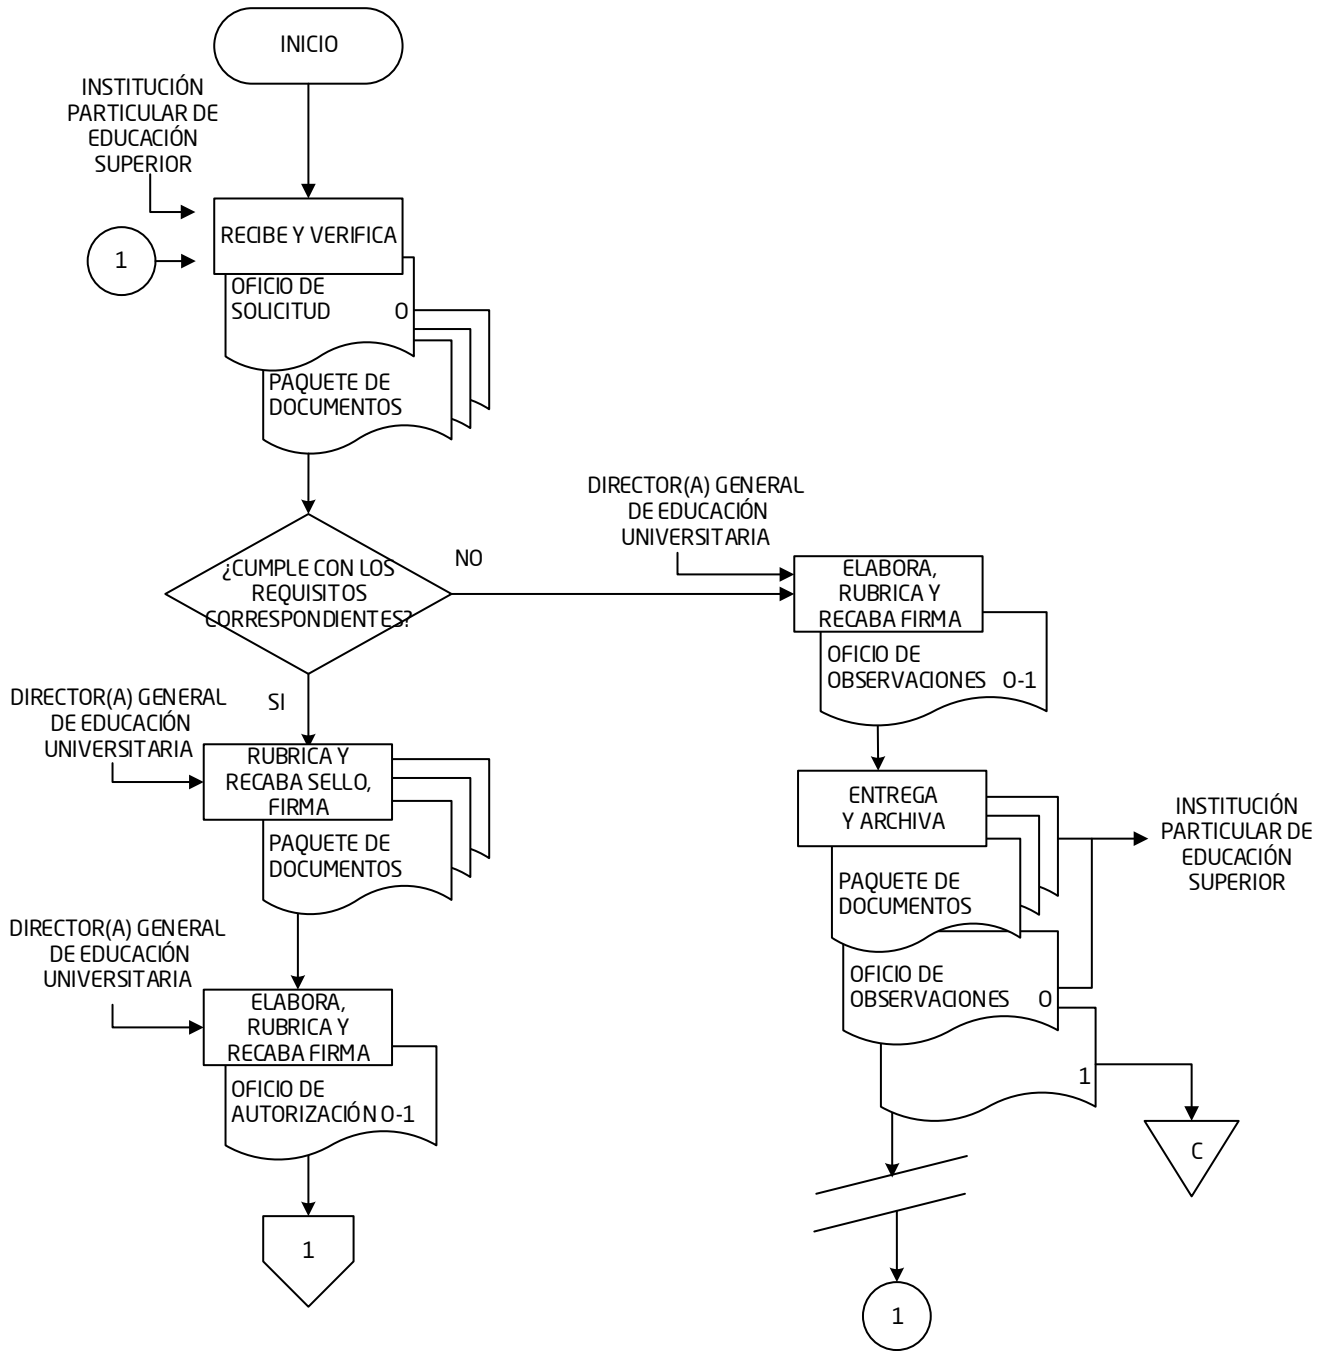 INICIO
INSTITUCIÓN
PARTICULAR DE
EDUCACIÓN
SUPERIOR
RECIBE Y VERIFICA
1
OFICIO DE
SOLICITUD O
PAQUETE DE
DOCUMENTOS
¿CUMPLE CON LOS
REQUISITOS
CORRESPONDIENTES?
NO
DIRECTOR(A) GENERAL
DE EDUCACIÓN
UNIVERSITARIA
ELABORA,
RUBRICA Y
RECABA FIRMA
OFICIO DE
OBSERVACIONES O-1
SI
DIRECTOR(A) GENERAL
DE EDUCACIÓN
UNIVERSITARIA
RUBRICA Y
RECABA SELLO,
FIRMA
PAQUETE DE
DOCUMENTOS
ENTREGA
Y ARCHIVA
INSTITUCIÓN
PARTICULAR DE
EDUCACIÓN
SUPERIOR
PAQUETE DE
DOCUMENTOS
OFICIO DE
OBSERVACIONES O
1
C
DIRECTOR(A) GENERAL
DE EDUCACIÓN
UNIVERSITARIA
ELABORA,
RUBRICA Y
RECABA FIRMA
OFICIO DE
AUTORIZACIÓN O-1
1
1